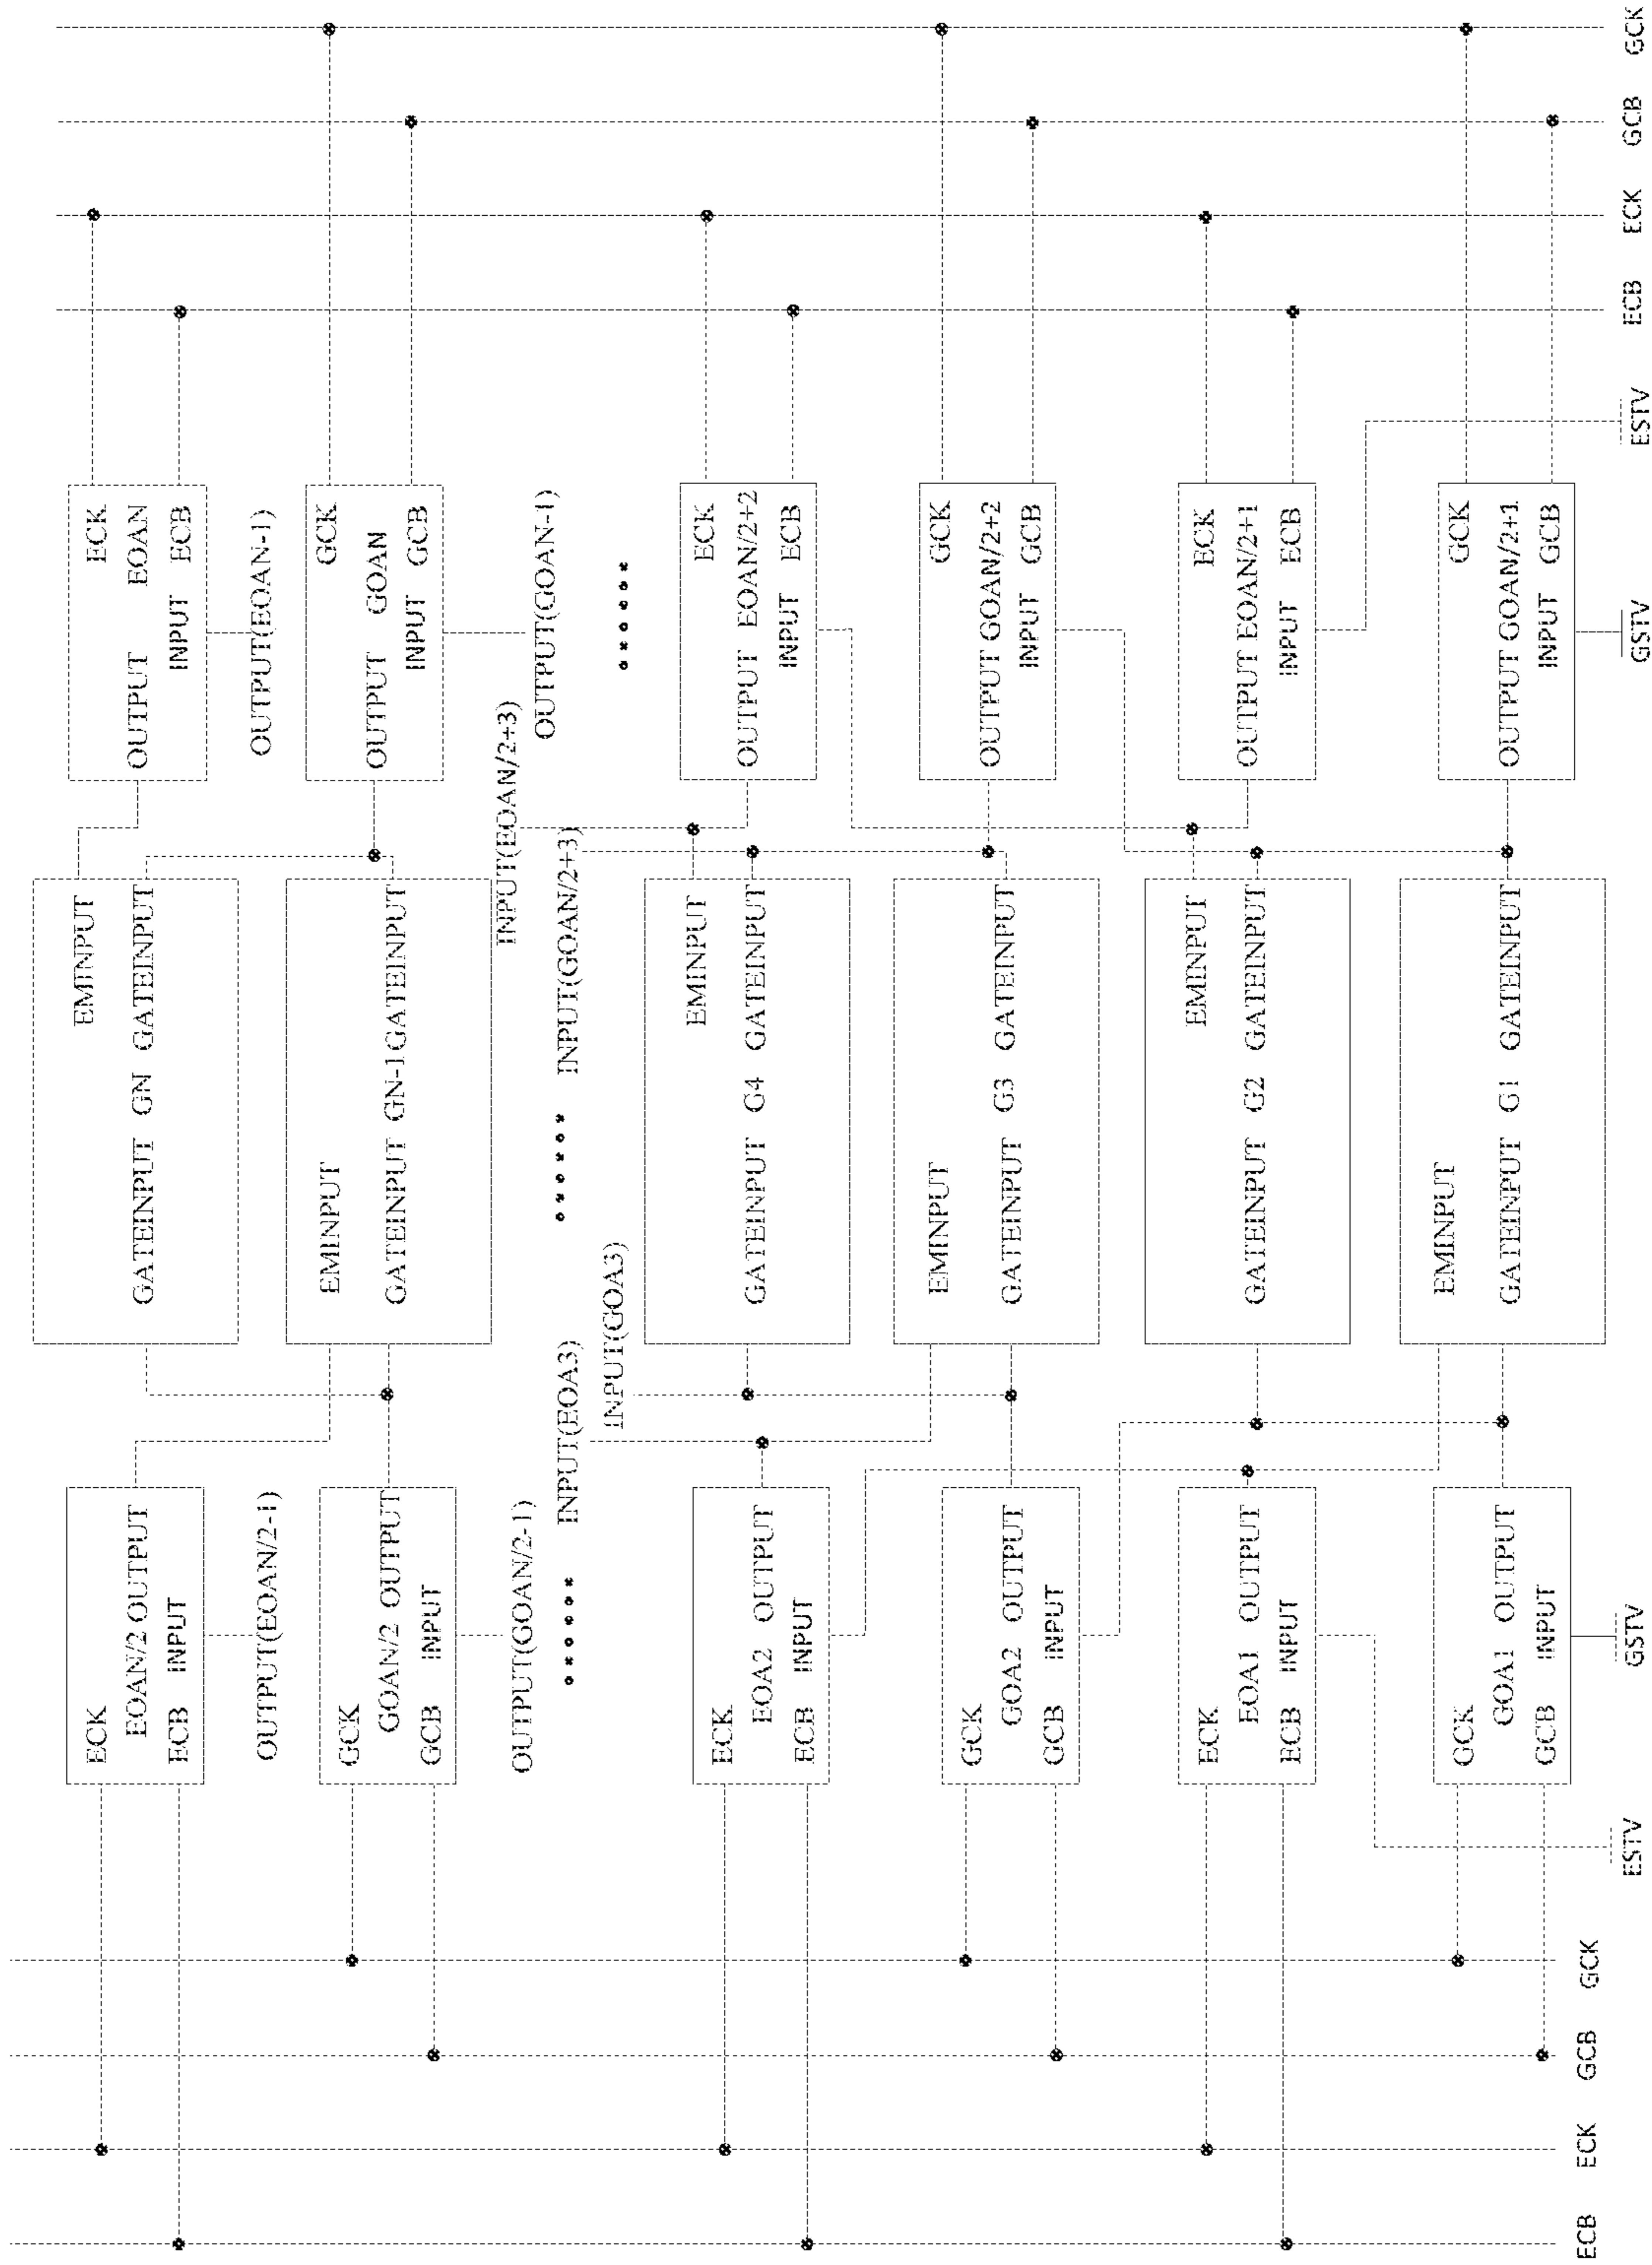 ECK
EOAN/2 OUTPUT
ECB INPUT
EMINPUT
GATEINPUT GN GATEINPUT
ECK
OUTPUT EOAN
INPUT ECB
OUTPUT(EOAN/2-1)
OUTPUT(EOAN-1)
GCK
GOAN/2 OUTPUT
GCB INPUT
EMINPUT
GATEINPUT GN-1GATEINPUT
GCK
OUTPUT GOAN
INPUT GCB
OUTPUT(GOAN/2-1)
INPUT(EOAN/2+3)
OUTPUT(GOAN-1)
INPUT(EOA3)
INPUT(GOAN/2+3)
INPUT(GOA3)
ECK
EOA2 OUTPUT
ECB INPUT
EMINPUT
GATEINPUT G4 GATEINPUT
ECK
OUTPUT EOAN/2+2
INPUT ECB
GCK
GOA2 OUTPUT
GCB INPUT
EMINPUT
GATEINPUT G3 GATEINPUT
GCK
OUTPUT GOAN/2+2
INPUT GCB
ECK
EOA1 OUTPUT
ECB INPUT
EMINPUT
GATEINPUT G2 GATEINPUT
ECK
OUTPUT EOAN/2+1
INPUT ECB
GCK
GOA1 OUTPUT
GCB INPUT
EMINPUT
GATEINPUT G1 GATEINPUT
GCK
OUTPUT GOAN/2+1
INPUT GCB
ECB ECK GCB GCK ESTV GSTV GSTV ESTV ECB ECK GCB GCK